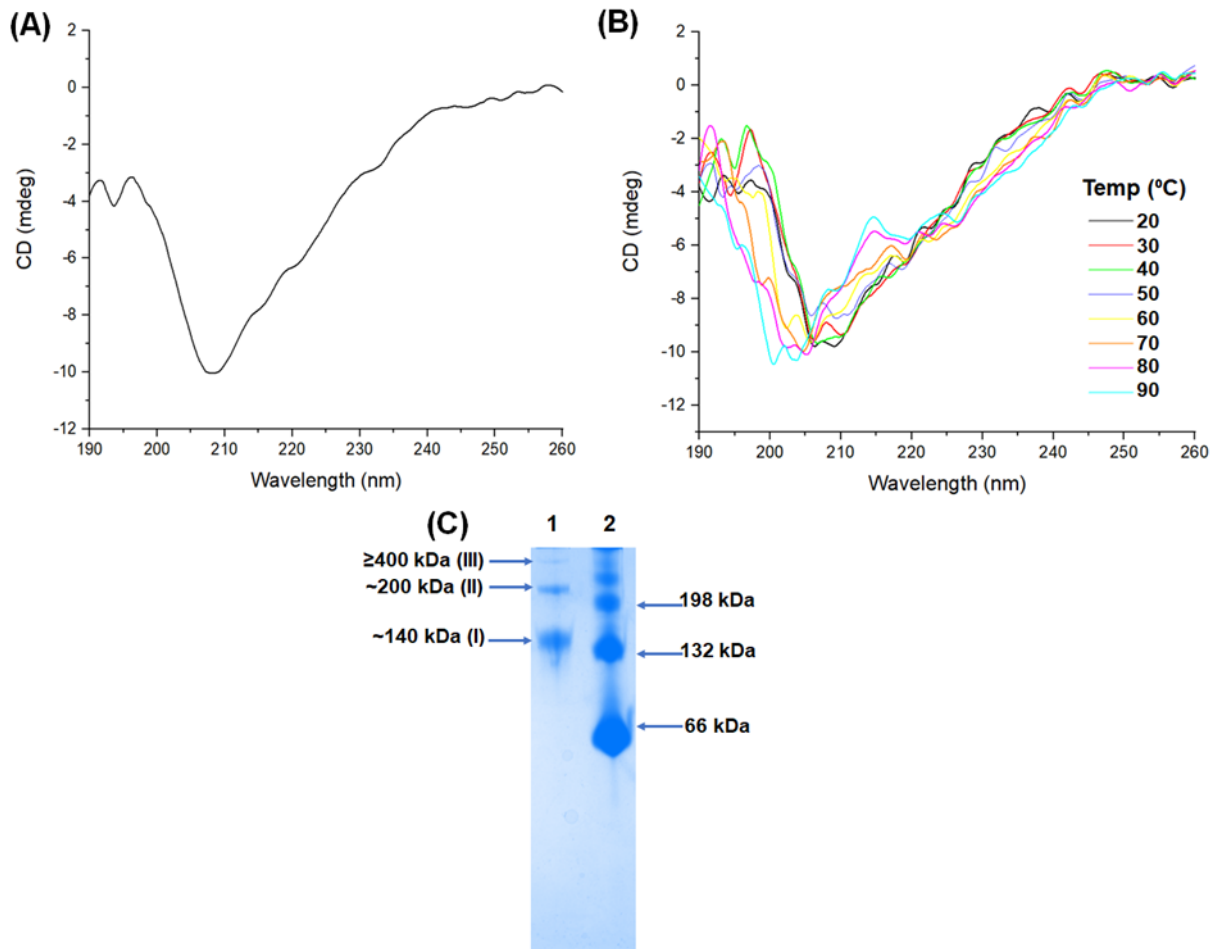 (A)
2
0
-2
-4
-6
-8
-10
-12
CD (mdeg)
190 200 210 220 230 240 250 260
Wavelength (nm)
(B)
2
0
-2
-4
-6
-8
-10
-12
CD (mdeg)
190 200 210 220 230 240 250 260
Wavelength (nm)
Temp (ºC)
20
30
40
50
60
70
80
90
(C) 1 2
≥400 kDa (III)
~200 kDa (II)
~140 kDa (I)
198 kDa
132 kDa
66 kDa